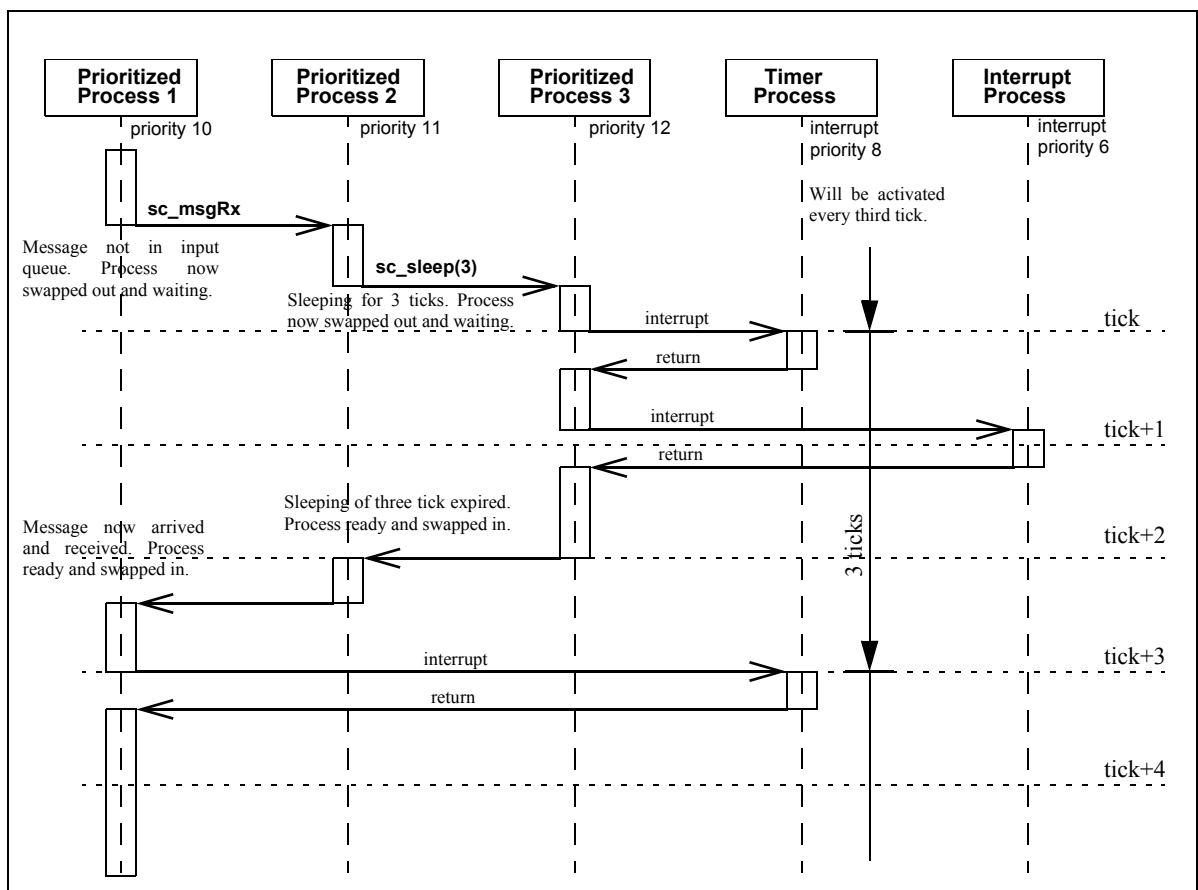 Prioritized
Process 1
Prioritized
Process 2
Prioritized
Process 3
Timer
Process
Interrupt
Process
priority 10
priority 11
priority 12
interrupt
priority 8
interrupt
priority 6
Will be activated
every third tick.
sc_msgRx
Message not in input
queue. Process now
swapped out and waiting.
sc_sleep(3)
Sleeping for 3 ticks. Process
now swapped out and waiting.
interrupt
tick
return
interrupt
tick+1
return
Sleeping of three tick expired.
Process ready and swapped in.
Message now arrived
and received. Process
ready and swapped in.
tick+2
3 ticks
interrupt
tick+3
return
tick+4